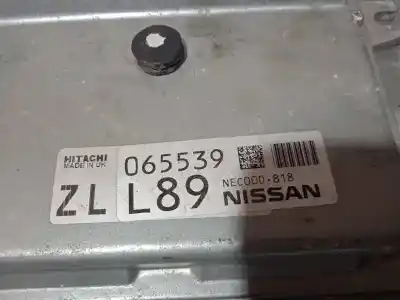 HITACHI
MADE IN UK
065539
ZL L89
NEC000-818
NISSAN